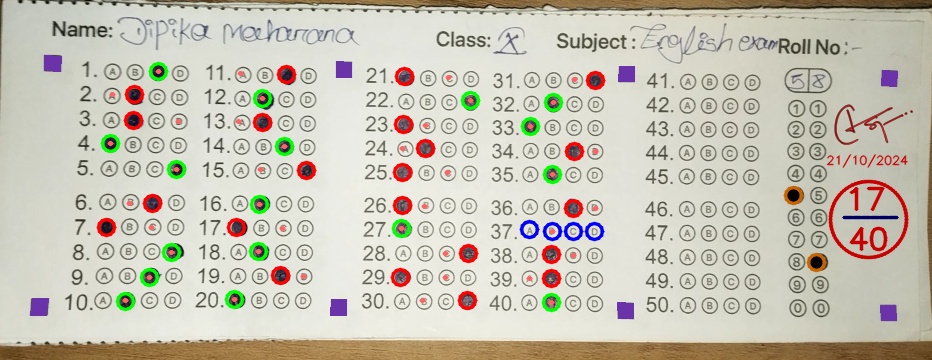 Name: Dipika Maharana Class: X Subject: English exam Roll No:-
1. A B C D 11. A B C D 21. A B C D 31. A B C D 41. A B C D 5 8
2. A B C D 12. A B C D 22. A B C D 32. A B C D 42. A B C D 1 1
3. A B C D 13. A B C D 23. A B C D 33. A B C D 43. A B C D 2 2
4. A B C D 14. A B C D 24. A B C D 34. A B C D 44. A B C D 3 3
21/10/2024
5. A B C D 15. A B C D 25. A B C D 35. A B C D 45. A B C D 4 4
5
6. A B C D 16. A B C D 26. A B C D 36. A B C D 46. A B C D 6 6
17
7. A B C D 17. A B C D 27. A B C D 37. A B C D 47. A B C D 7 7
40
8. A B C D 18. A B C D 28. A B C D 38. A B C D 48. A B C D 8
9. A B C D 19. A B C D 29. A B C D 39. A B C D 49. A B C D 9 9
10. A B C D 20. A B C D 30. A B C D 40. A B C D 50. A B C D 0 0